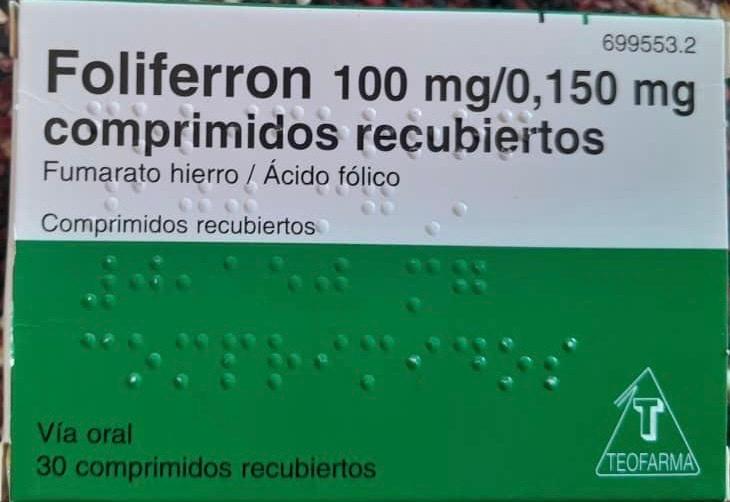 699553.2
Foliferron 100 mg/0,150 mg
comprimidos recubiertos
Fumarato hierro / Ácido fólico
Comprimidos recubiertos
Vía oral
30 comprimidos recubiertos
T
TEOFARMA